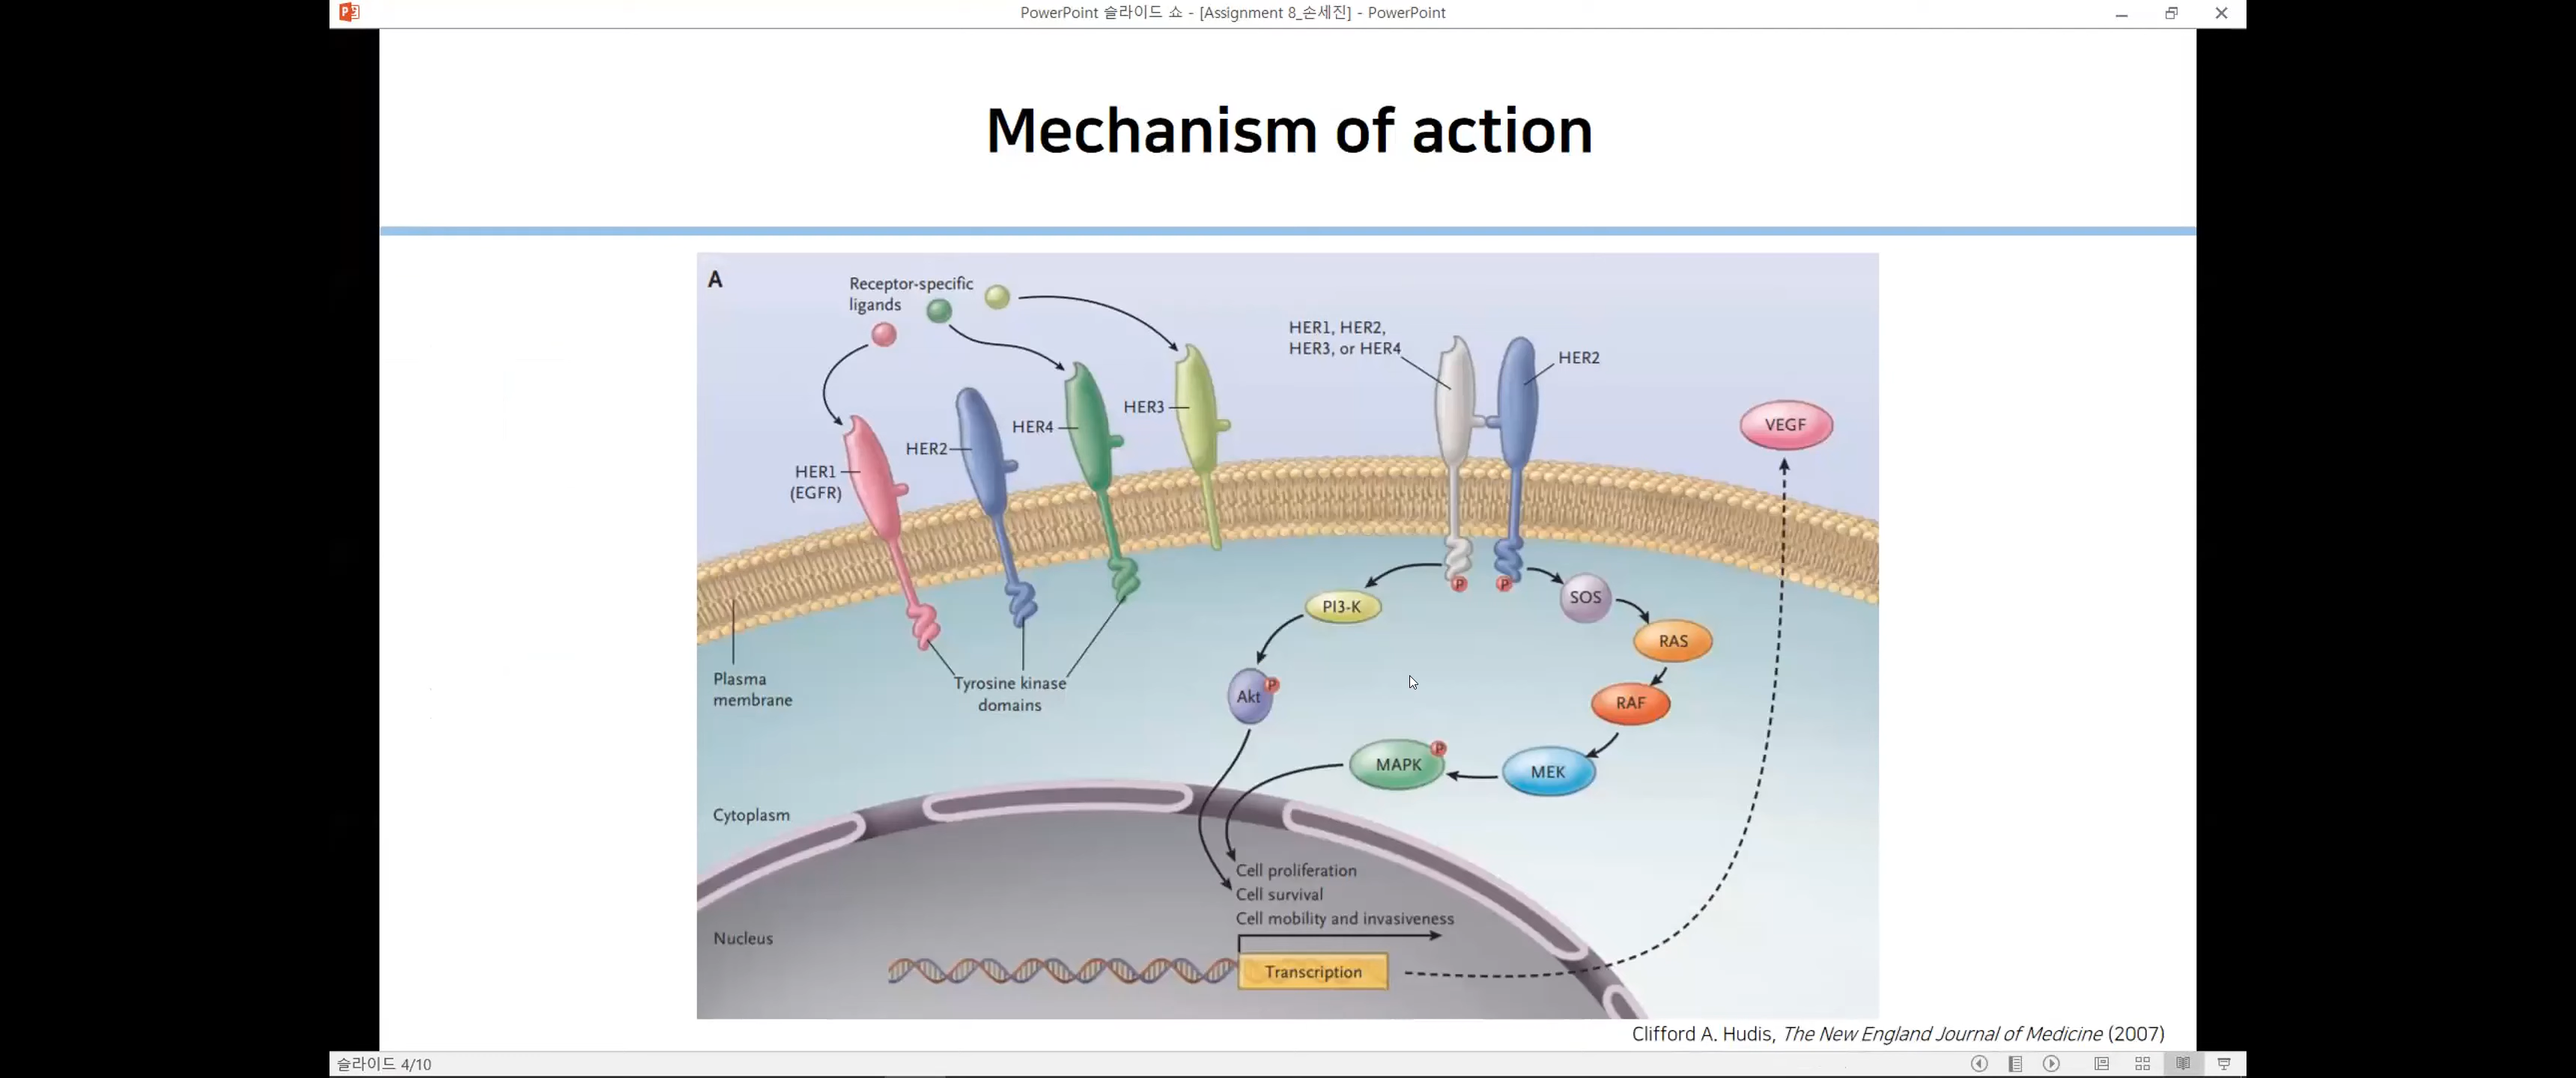 PowerPoint 슬라이드 쇼 - [Assignment 8_손세진] - PowerPoint
Mechanism of action
A
Receptor-specific
ligands
HER1
(EGFR)
HER2
HER4
HER3
HER1, HER2,
HER3, or HER4
HER2
VEGF
Plasma
membrane
Tyrosine kinase
domains
P
P
PI3-K
SOS
RAS
Akt
P
RAF
MAPK
P
MEK
Cytoplasm
Cell proliferation
Cell survival
Cell mobility and invasiveness
Nucleus
Transcription
Clifford A. Hudis, The New England Journal of Medicine (2007)
슬라이드 4/10